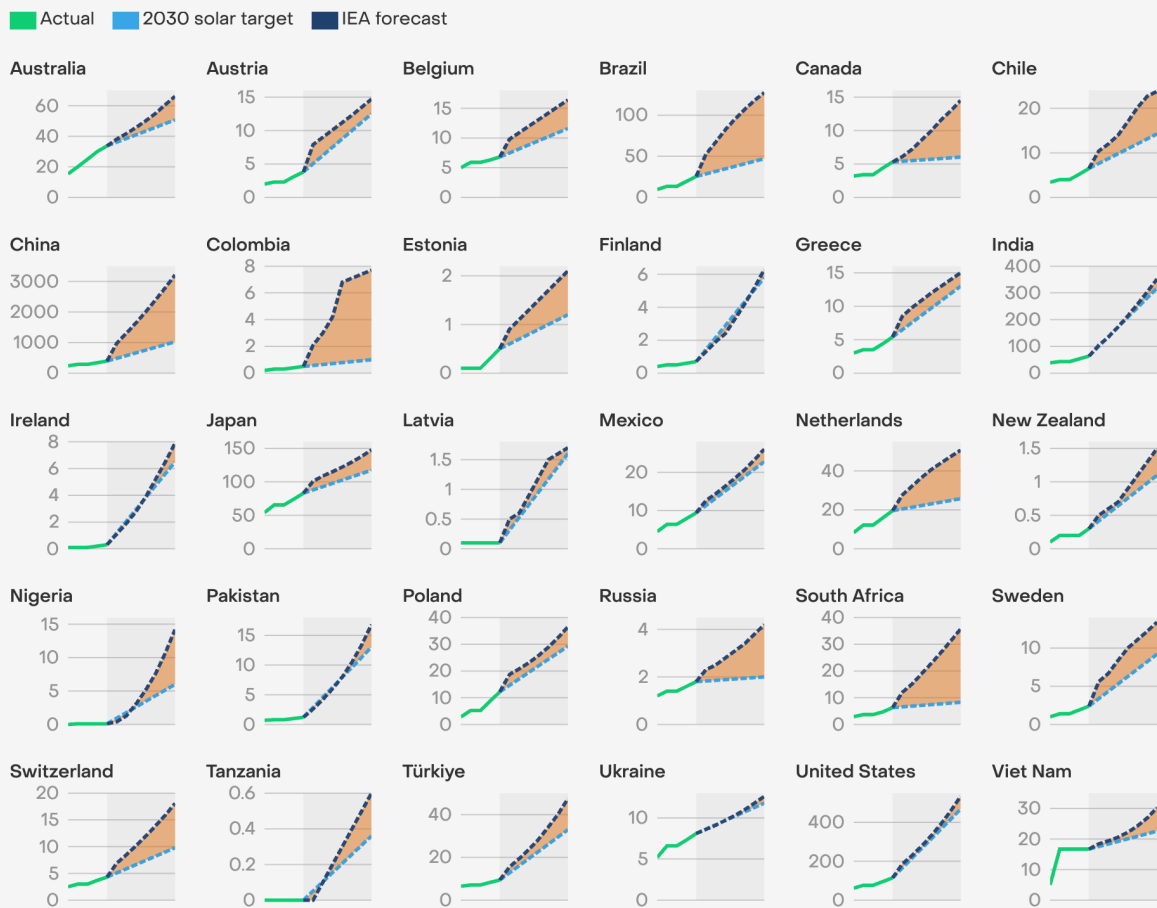 Actual 2030 solar target IEA forecast
Australia Austria Belgium Brazil Canada Chile
60 40 20 0
15 10 5 0
15 10 5 0
100 50 0
15 10 5 0
20 10 0
China Colombia Estonia Finland Greece India
3000 2000 1000 0
8 6 4 2 0
2 1 0
6 4 2 0
15 10 5 0
400 300 200 100 0
Ireland Japan Latvia Mexico Netherlands New Zealand
8 6 4 2 0
150 100 50 0
1.5 1 0.5 0
20 10 0
40 20 0
1.5 1 0.5 0
Nigeria Pakistan Poland Russia South Africa Sweden
15 10 5 0
15 10 5 0
40 30 20 10 0
4 2 0
40 30 20 10 0
10 5 0
Switzerland Tanzania Türkiye Ukraine United States Viet Nam
20 15 10 5 0
0.6 0.4 0.2 0
40 20 0
10 5 0
400 200 0
30 20 10 0